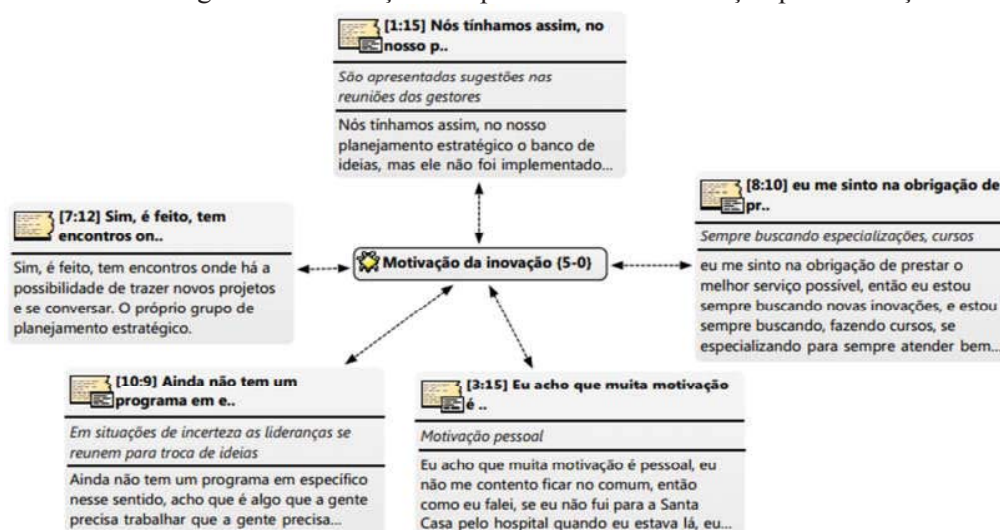 [1:15] Nós tínhamos assim, no
nosso p..
São apresentadas sugestões nas
reuniões dos gestores
Nós tínhamos assim, no nosso
planejamento estratégico o banco de
ideias, mas ele não foi implementado...
[7:12] Sim, é feito, tem
encontros on..
Sim, é feito, tem encontros onde há a
possibilidade de trazer novos projetos
e se conversar. O próprio grupo de
planejamento estratégico.
Motivação da inovação {5-0}
[8:10] eu me sinto na obrigação de
pr..
Sempre buscando especializações, cursos
eu me sinto na obrigação de prestar o
melhor serviço possível, então eu estou
sempre buscando novas inovações, e estou
sempre buscando, fazendo cursos, se
especializando para sempre atender bem...
[10:9] Ainda não tem um
programa em e..
Em situações de incerteza as lideranças se
reunem para troca de ideias
Ainda não tem um programa em específico
nesse sentido, acho que é algo que a gente
precisa trabalhar que a gente precisa...
[3:15] Eu acho que muita motivação
é ..
Motivação pessoal
Eu acho que muita motivação é pessoal, eu
não me contento ficar no comum, então
como eu falei, se eu não fui para a Santa
Casa pelo hospital quando eu estava lá, eu...